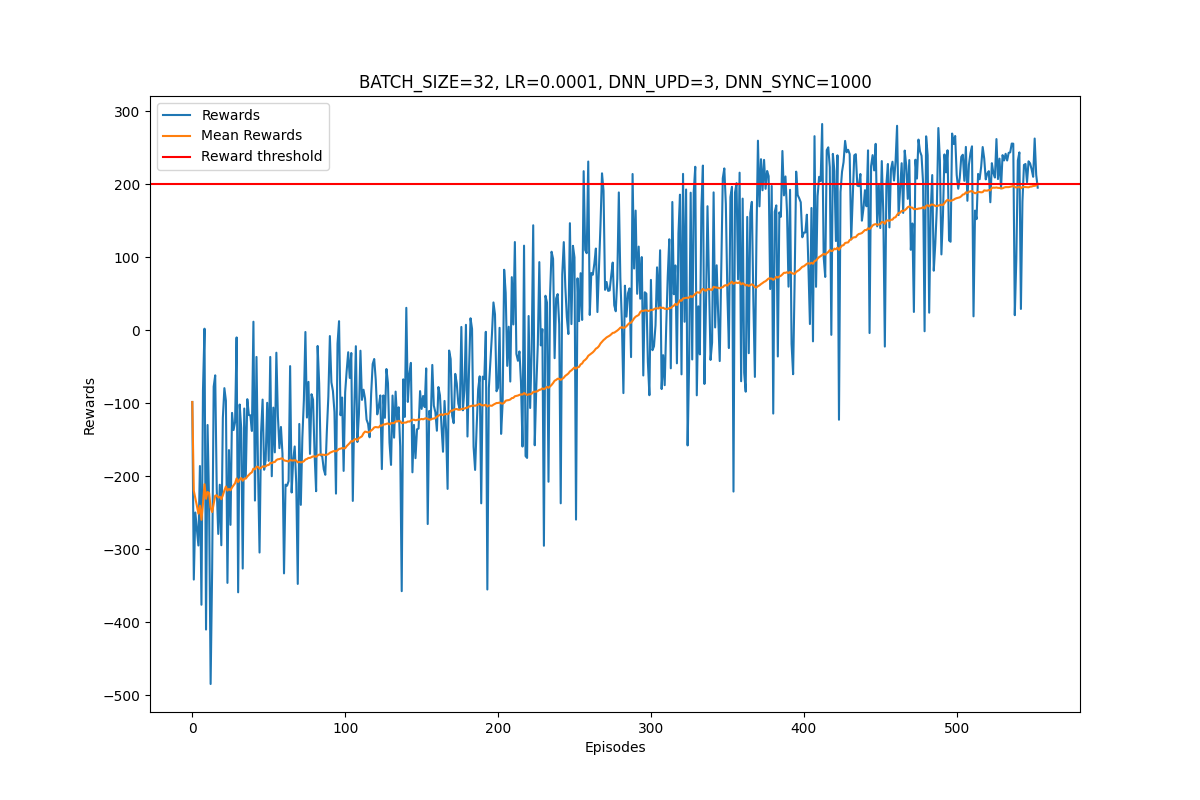 BATCH_SIZE=32, LR=0.0001, DNN_UPD=3, DNN_SYNC=1000
Rewards
Mean Rewards
Reward threshold
300
200
100
0
−100
−200
−300
−400
−500
Rewards
0 100 200 300 400 500
Episodes